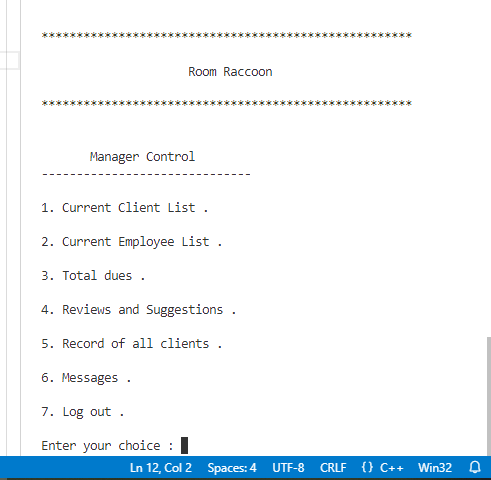 *****************************************************
Room Raccoon
*****************************************************
Manager Control
------------------------------
1. Current Client List .
2. Current Employee List .
3. Total dues .
4. Reviews and Suggestions .
5. Record of all clients .
6. Messages .
7. Log out .
Enter your choice :
Ln 12, Col 2 Spaces: 4 UTF-8 CRLF {} C++ Win32